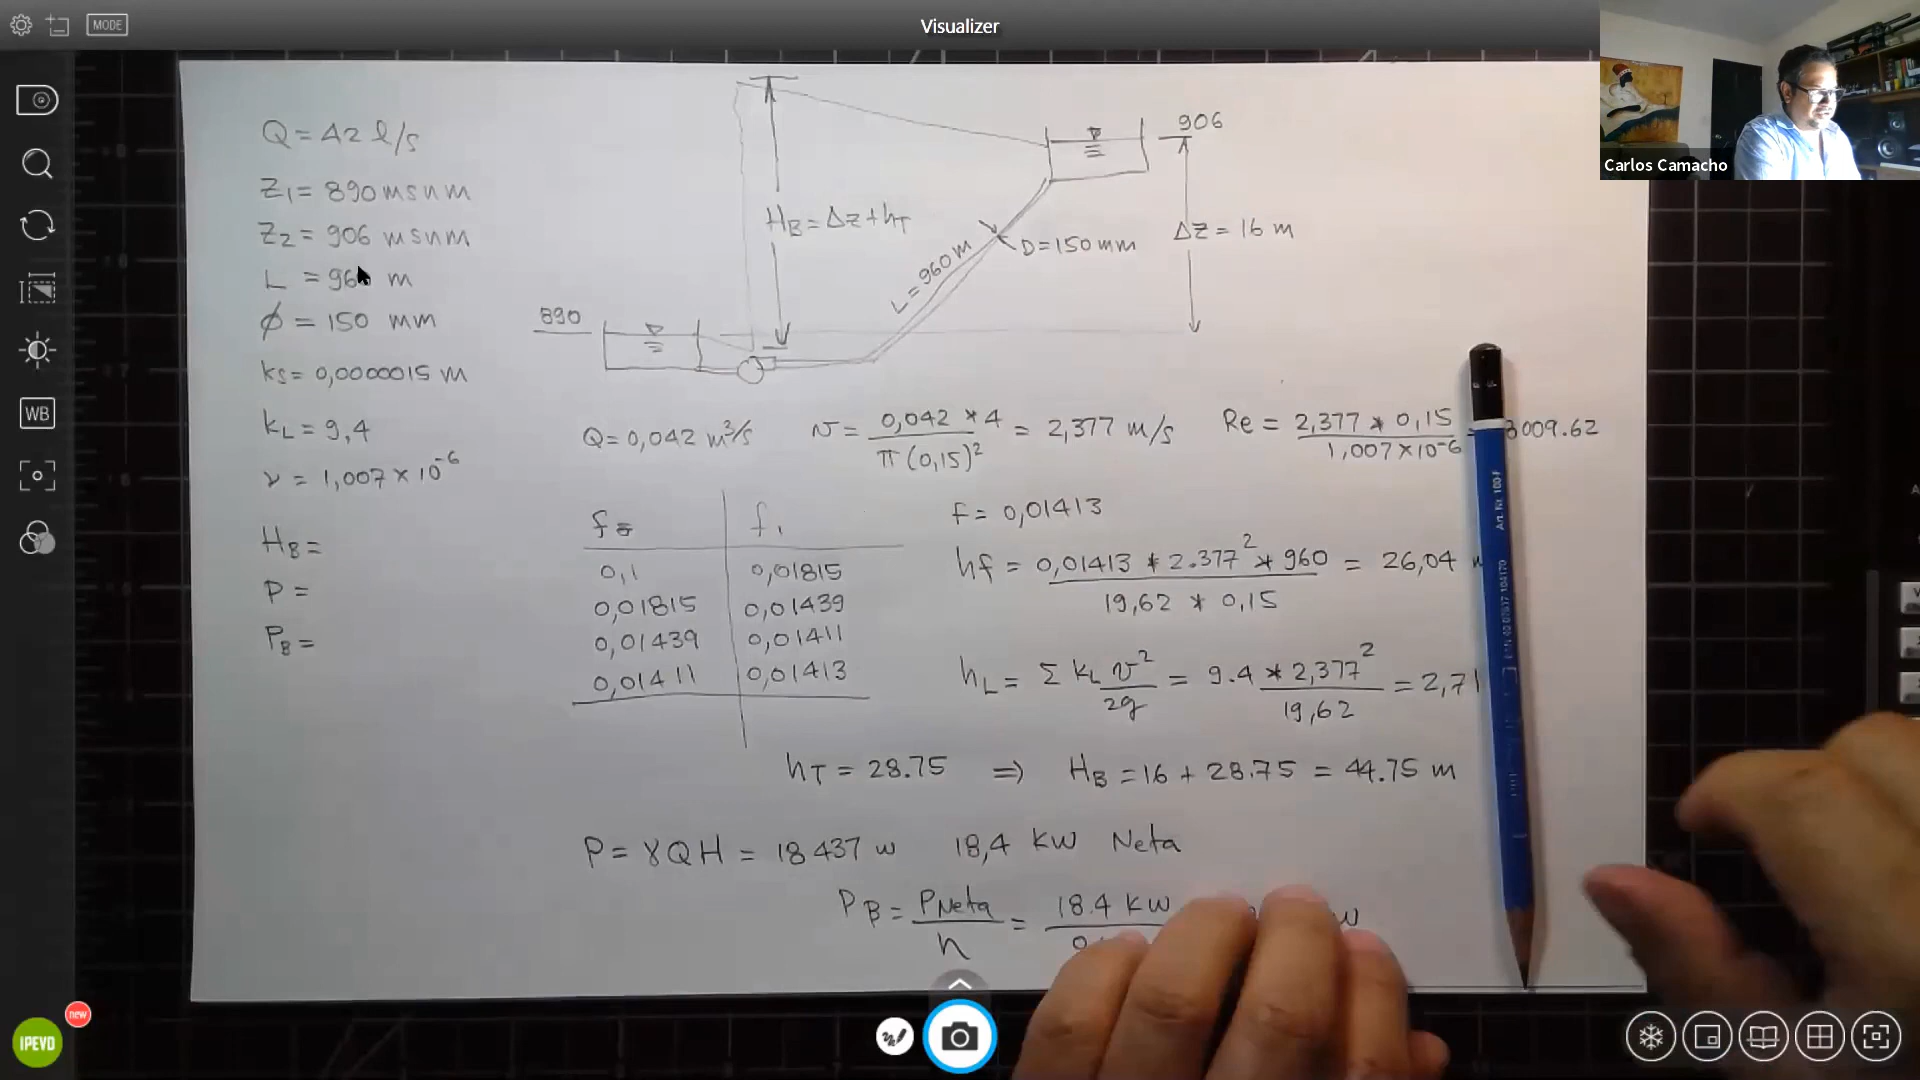 MODE
Visualizer
Carlos Camacho
WB
new
IPEVO
Q = 42 l/s
Z1 = 890 msnm
Z2 = 906 msnm
L = 960 m
ϕ = 150 mm
ks = 0,0000015 m
kL = 9,4
ν = 1,007 × 10^-6
HB =
P =
PB =
906
HB = Δz + hT
ΔZ = 16 m
D = 150 mm
L = 960 m
890
Q = 0,042 m³/s
v = 0,042 * 4 / π (0,15)² = 2,377 m/s
Re = 2,377 * 0,15 / 1,007×10^-6 = 009.62
f f1
0,1 0,01815
0,01815 0,01439
0,01439 0,01411
0,01411 0,01413
f = 0,01413
hf = 0,01413 * 2.377² * 960 / 19,62 * 0,15 = 26,04
hL = Σ kL v²/2g = 9.4 * 2,377² / 19,62 = 2,71
hT = 28.75 ⇒ HB = 16 + 28.75 = 44.75 m
P = γQH = 18437 w 18,4 kW Neta
PB = PNeta / η = 18.4 kW